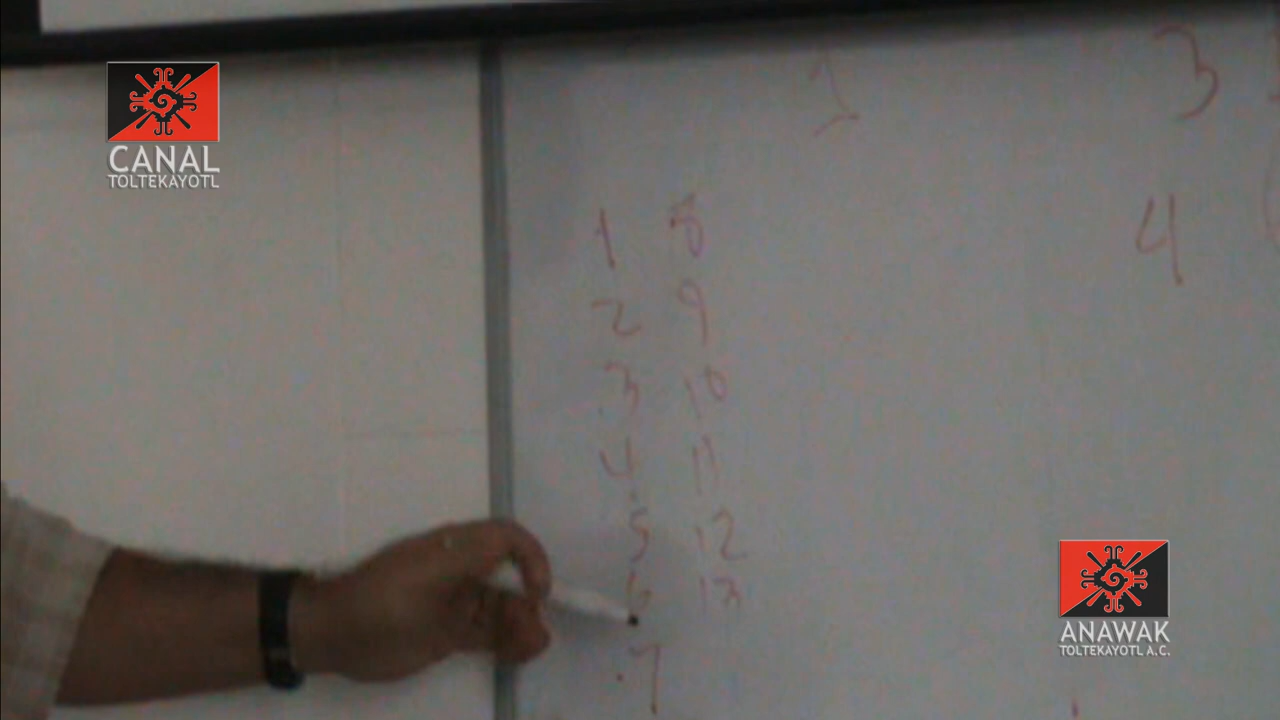 CANAL
TOLTEKAYOTL
1
3
4
1 8
2 9
3 10
4 11
5 12
6 13
7
ANAWAK
TOLTEKAYOTL A.C.